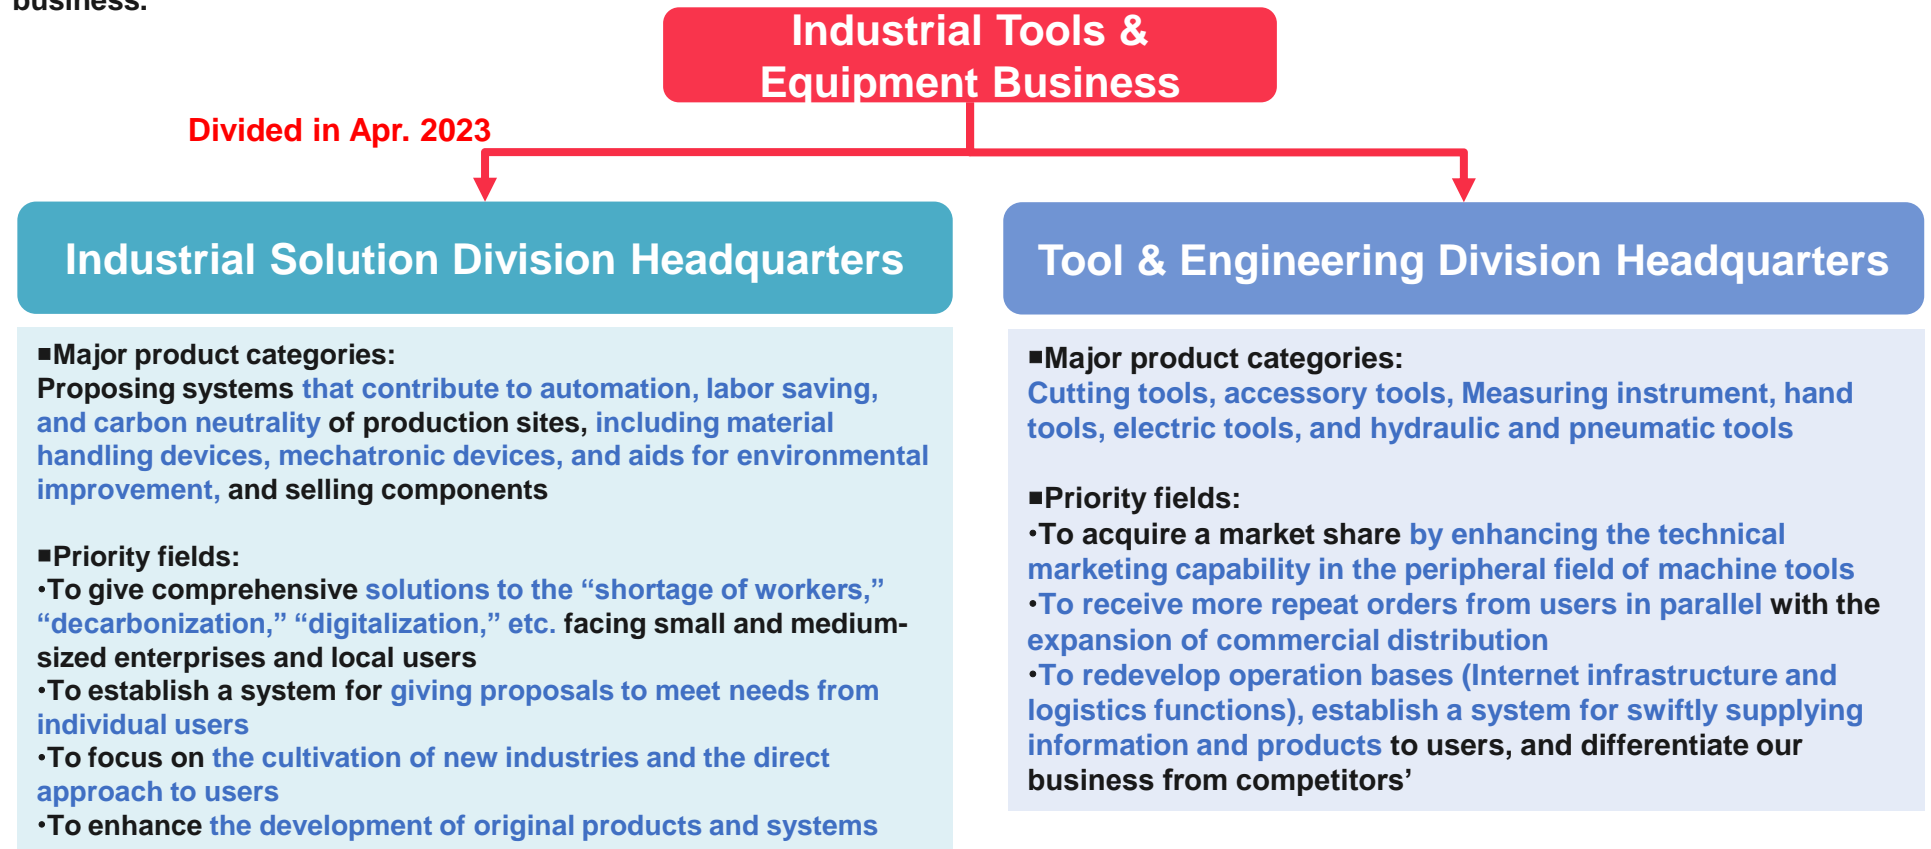 business.
Industrial Tools &
Equipment Business
Divided in Apr. 2023
Industrial Solution Division Headquarters
■Major product categories:
Proposing systems that contribute to automation, labor saving,
and carbon neutrality of production sites, including material
handling devices, mechatronic devices, and aids for environmental
improvement, and selling components
■Priority fields:
・To give comprehensive solutions to the “shortage of workers,”
“decarbonization,” “digitalization,” etc. facing small and medium-
sized enterprises and local users
・To establish a system for giving proposals to meet needs from
individual users
・To focus on the cultivation of new industries and the direct
approach to users
・To enhance the development of original products and systems
Tool & Engineering Division Headquarters
■Major product categories:
Cutting tools, accessory tools, Measuring instrument, hand
tools, electric tools, and hydraulic and pneumatic tools
■Priority fields:
・To acquire a market share by enhancing the technical
marketing capability in the peripheral field of machine tools
・To receive more repeat orders from users in parallel with the
expansion of commercial distribution
・To redevelop operation bases (Internet infrastructure and
logistics functions), establish a system for swiftly supplying
information and products to users, and differentiate our
business from competitors’